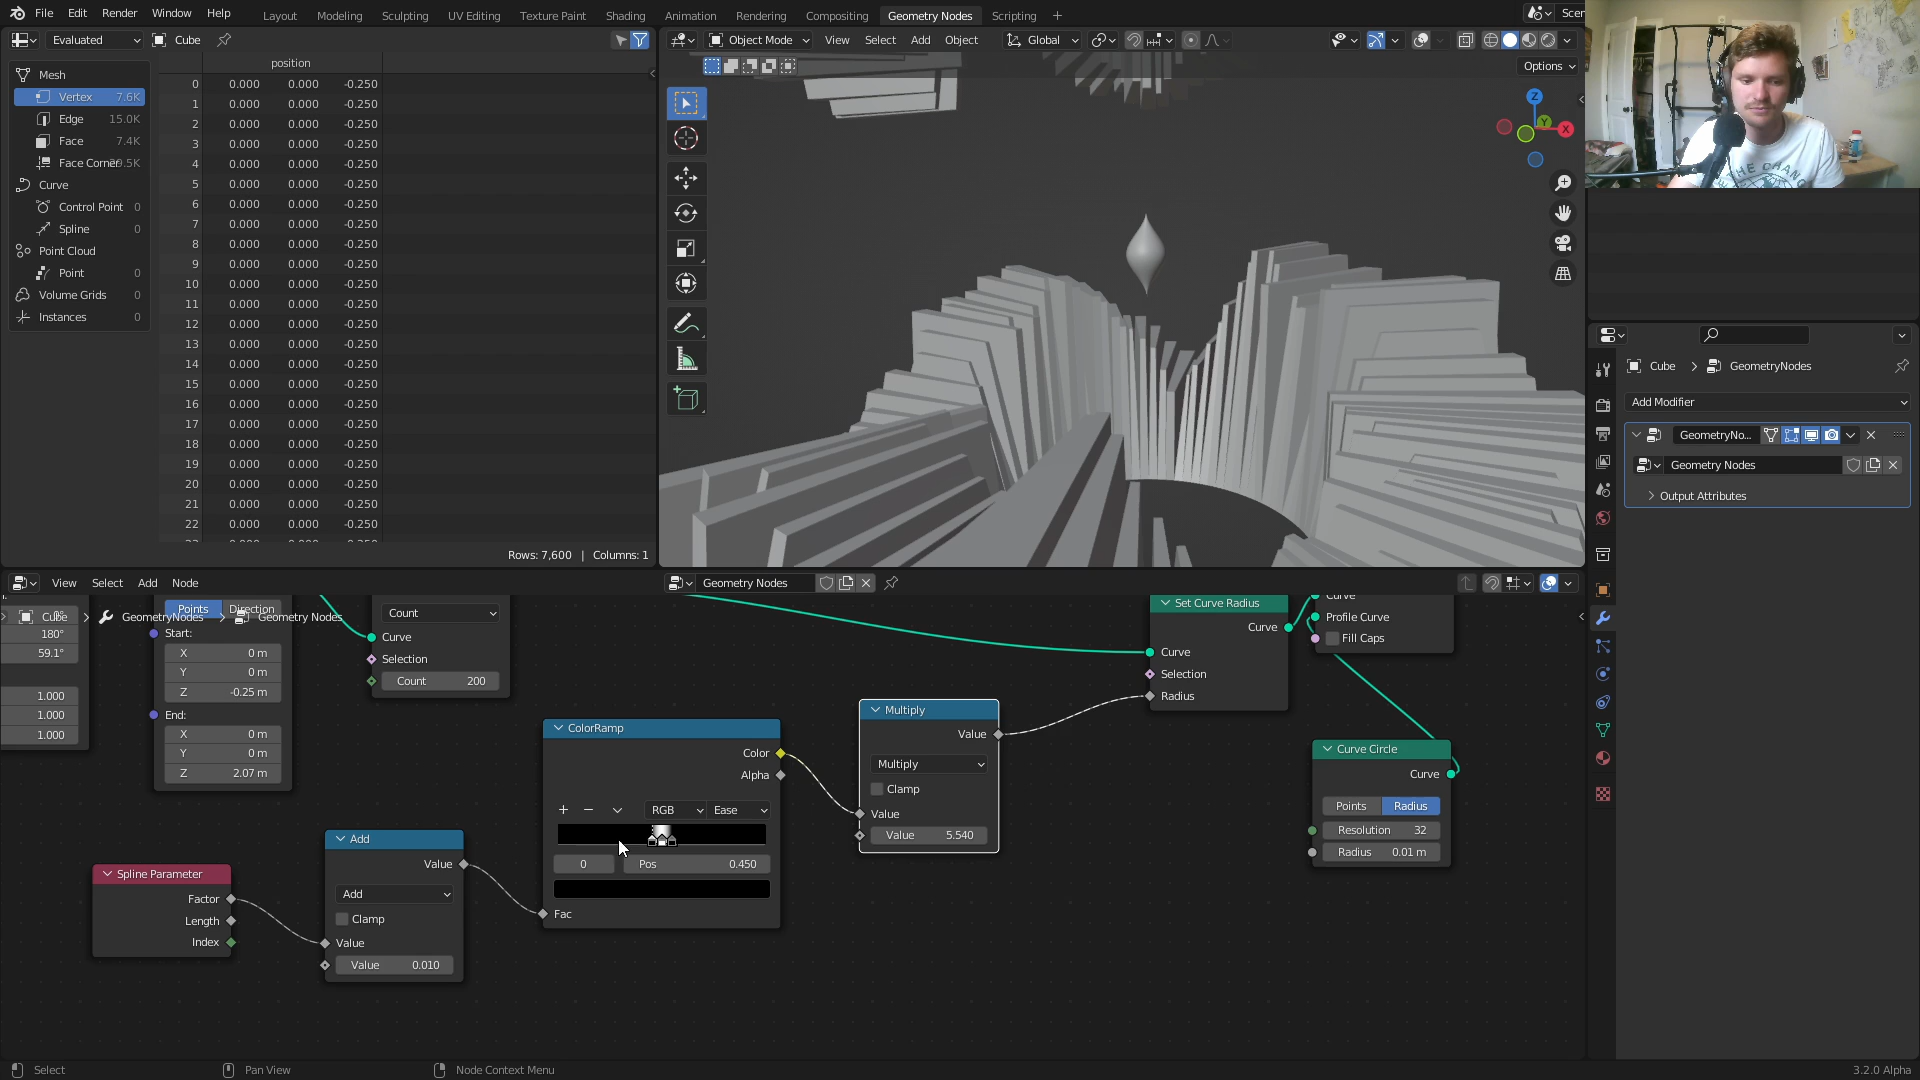 File Edit Render Window Help Layout Modeling Sculpting UV Editing Texture Paint Shading Animation Rendering Compositing Geometry Nodes Scripting +
Evaluated Cube
Object Mode View Select Add Object Global
Options
position
Mesh
Vertex 7.6K
Edge 15.0K
Face 7.4K
Face Corne
Curve
Control Point 0
Spline 0
Point Cloud
Point 0
Volume Grids 0
Instances 0
0 0.000 0.000 -0.250
1 0.000 0.000 -0.250
2 0.000 0.000 -0.250
3 0.000 0.000 -0.250
4 0.000 0.000 -0.250
5 0.000 0.000 -0.250
6 0.000 0.000 -0.250
7 0.000 0.000 -0.250
8 0.000 0.000 -0.250
9 0.000 0.000 -0.250
10 0.000 0.000 -0.250
11 0.000 0.000 -0.250
12 0.000 0.000 -0.250
13 0.000 0.000 -0.250
14 0.000 0.000 -0.250
15 0.000 0.000 -0.250
16 0.000 0.000 -0.250
17 0.000 0.000 -0.250
18 0.000 0.000 -0.250
19 0.000 0.000 -0.250
20 0.000 0.000 -0.250
21 0.000 0.000 -0.250
22 0.000 0.000 -0.250
Rows: 7,600 | Columns: 1
Z
Y
X
THE CHANG
Cube > GeometryNodes
Add Modifier
GeometryNo...
Geometry Nodes
Output Attributes
View Select Add Node
Geometry Nodes
Cube > GeometryNodes > Geometry Nodes
180°
59.1°
1.000
1.000
1.000
Points Direction
Start:
X 0 m
Y 0 m
Z -0.25 m
End:
X 0 m
Y 0 m
Z 2.07 m
Count
Curve
Selection
Count 200
Spline Parameter
Factor
Length
Index
Add
Value
Add
Clamp
Value
Value 0.010
ColorRamp
Color
Alpha
+ − RGB Ease
0 Pos 0.450
Fac
Multiply
Value
Multiply
Clamp
Value
Value 5.540
Set Curve Radius
Curve
Curve
Selection
Radius
Curve
Profile Curve
Fill Caps
Curve Circle
Curve
Points Radius
Resolution 32
Radius 0.01 m
Select Pan View Node Context Menu 3.2.0 Alpha